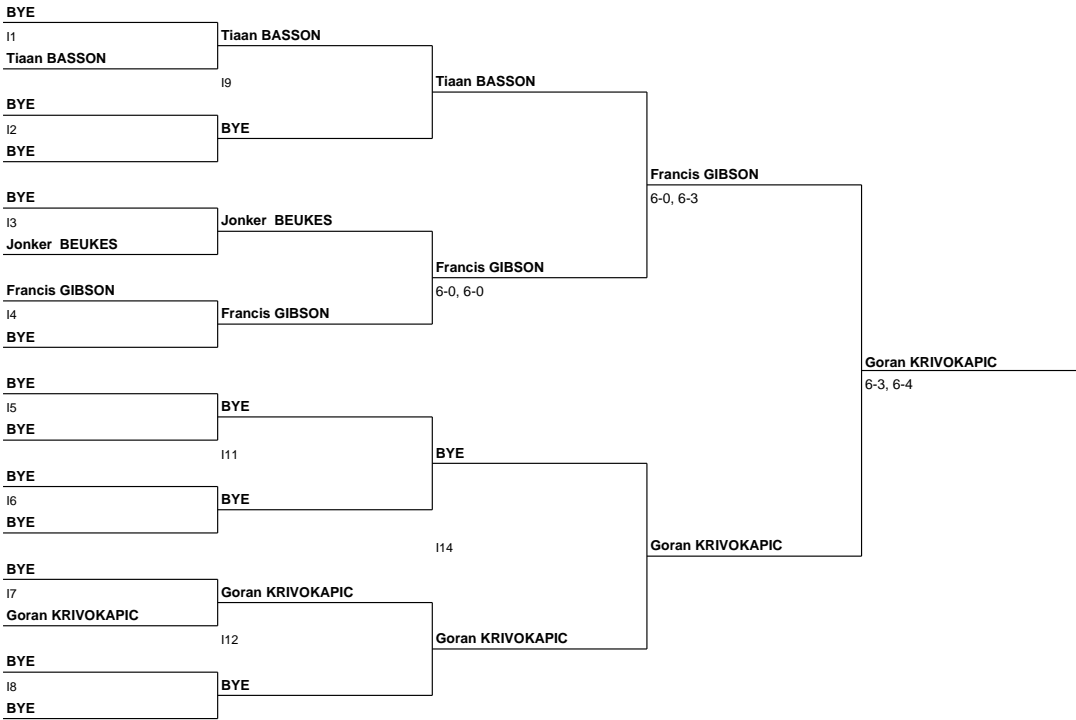 BYE
I1
Tiaan BASSON
BYE
I2
BYE
BYE
I3
Jonker  BEUKES
Francis GIBSON
I4
BYE
BYE
I5
BYE
BYE
I6
BYE
BYE
I7
Goran KRIVOKAPIC
BYE
I8
BYE
Tiaan BASSON
I9
BYE
Jonker  BEUKES
Francis GIBSON
BYE
I11
BYE
Goran KRIVOKAPIC
I12
BYE
Tiaan BASSON
Francis GIBSON
6-0, 6-0
BYE
I14
Goran KRIVOKAPIC
Francis GIBSON
6-0, 6-3
Goran KRIVOKAPIC
Goran KRIVOKAPIC
6-3, 6-4